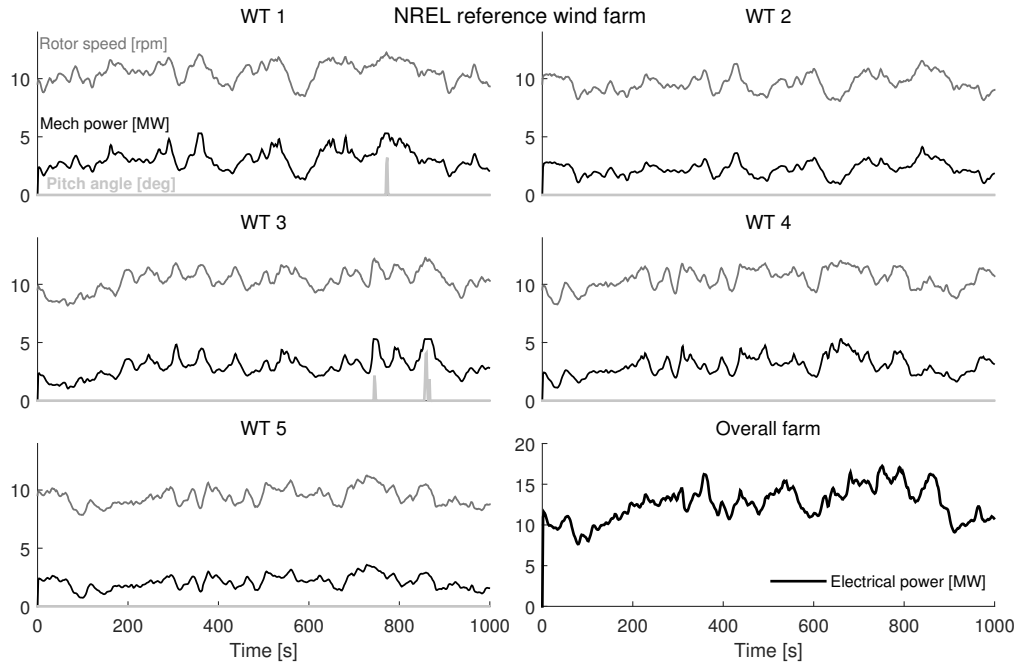 NREL reference wind farm
WT 1
WT 2
Rotor speed [rpm]
10
Mech power [MW]
5
Pitch angle [deg]
0
10
5
0
WT 3
WT 4
10
5
0
10
5
0
WT 5
Overall farm
10
5
0
0 200 400 600 800 1000
Time [s]
20
15
10
5
0
Electrical power [MW]
0 200 400 600 800 1000
Time [s]